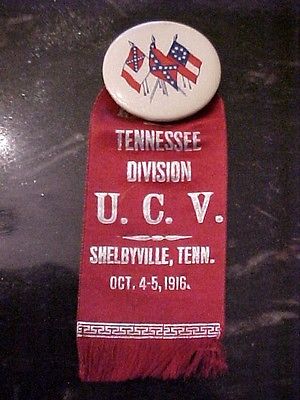 TENNESSEE
DIVISION
U. C. V.
SHELBYVILLE, TENN.
OCT. 4-5, 1916.